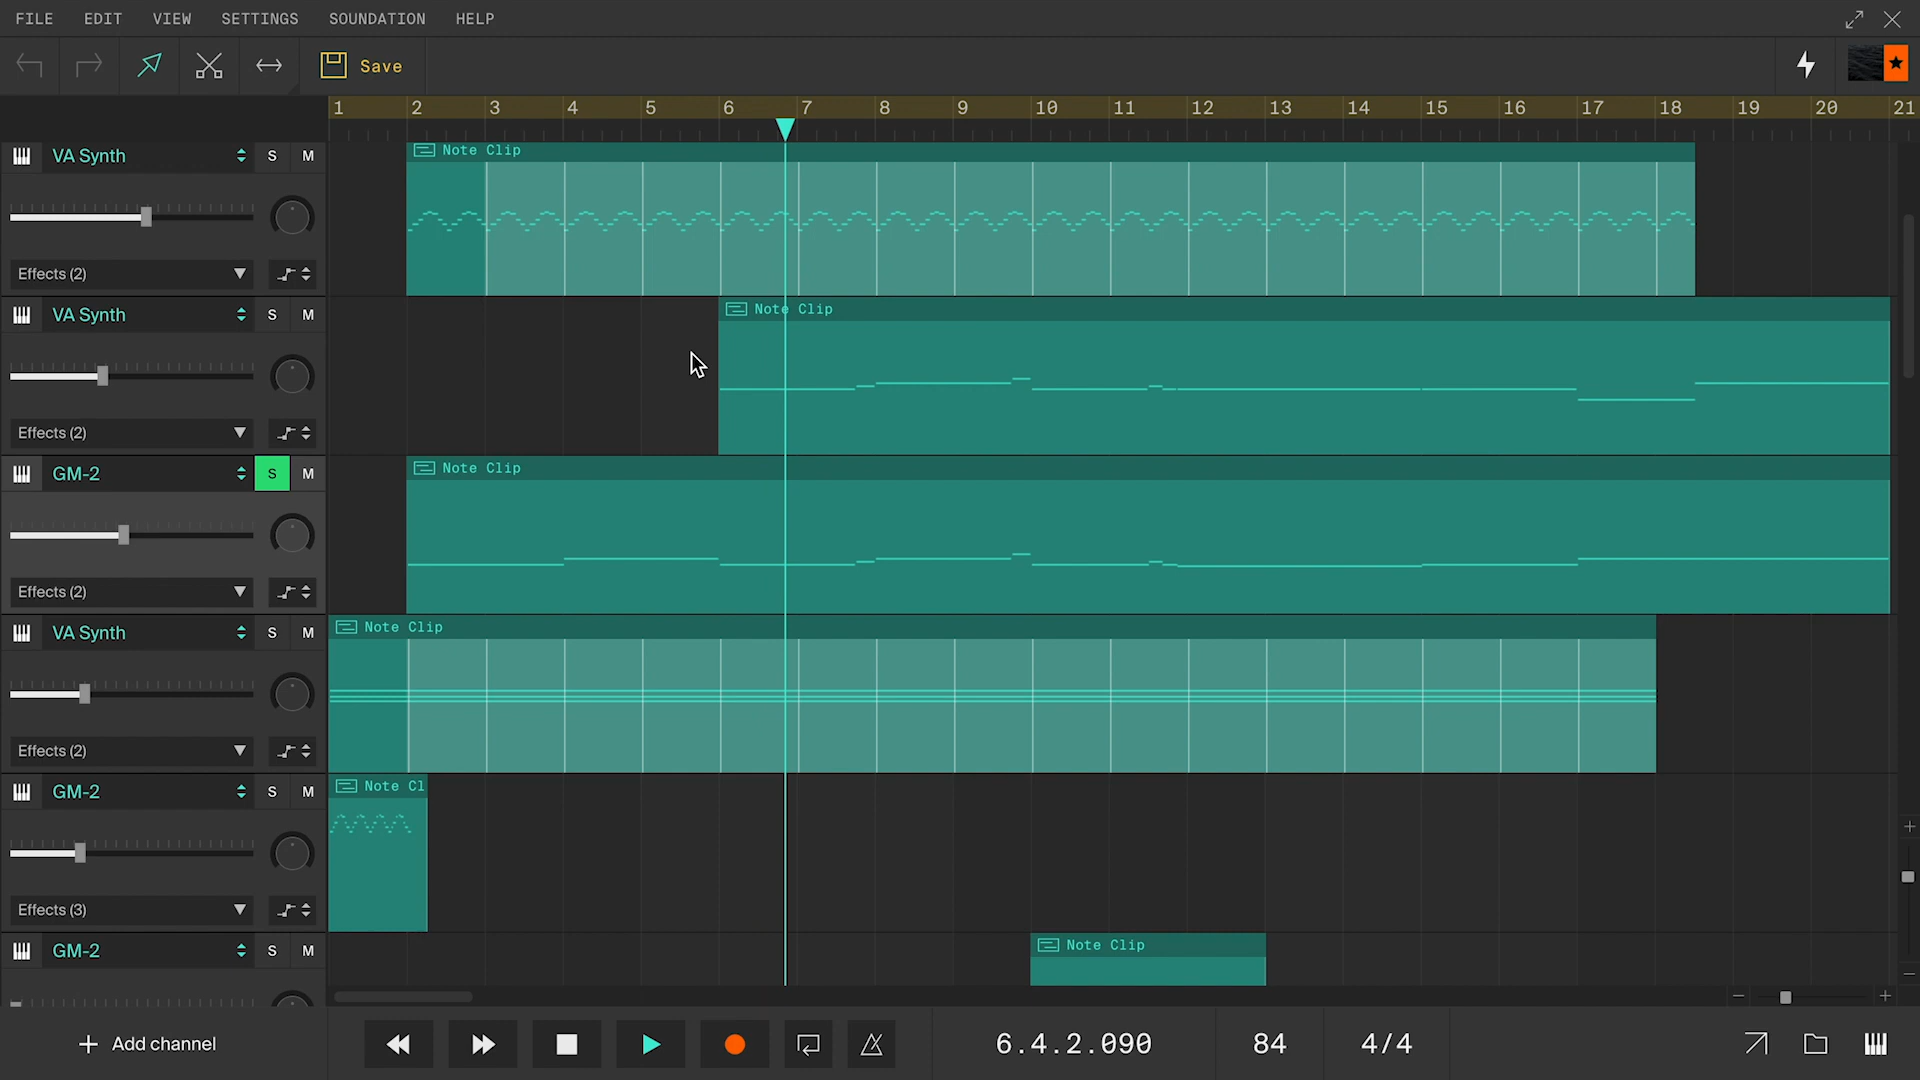 FILE EDIT VIEW SETTINGS SOUNDATION HELP
Save
1 2 3 4 5 6 7 8 9 10 11 12 13 14 15 16 17 18 19 20 21
VA Synth S M Note Clip
Effects (2)
VA Synth S M Note Clip
Effects (2)
GM-2 S M Note Clip
Effects (2)
VA Synth S M Note Clip
Effects (2)
GM-2 S M Note Cl
Effects (3)
GM-2 S M Note Clip
+ Add channel 6.4.2.090 84 4/4